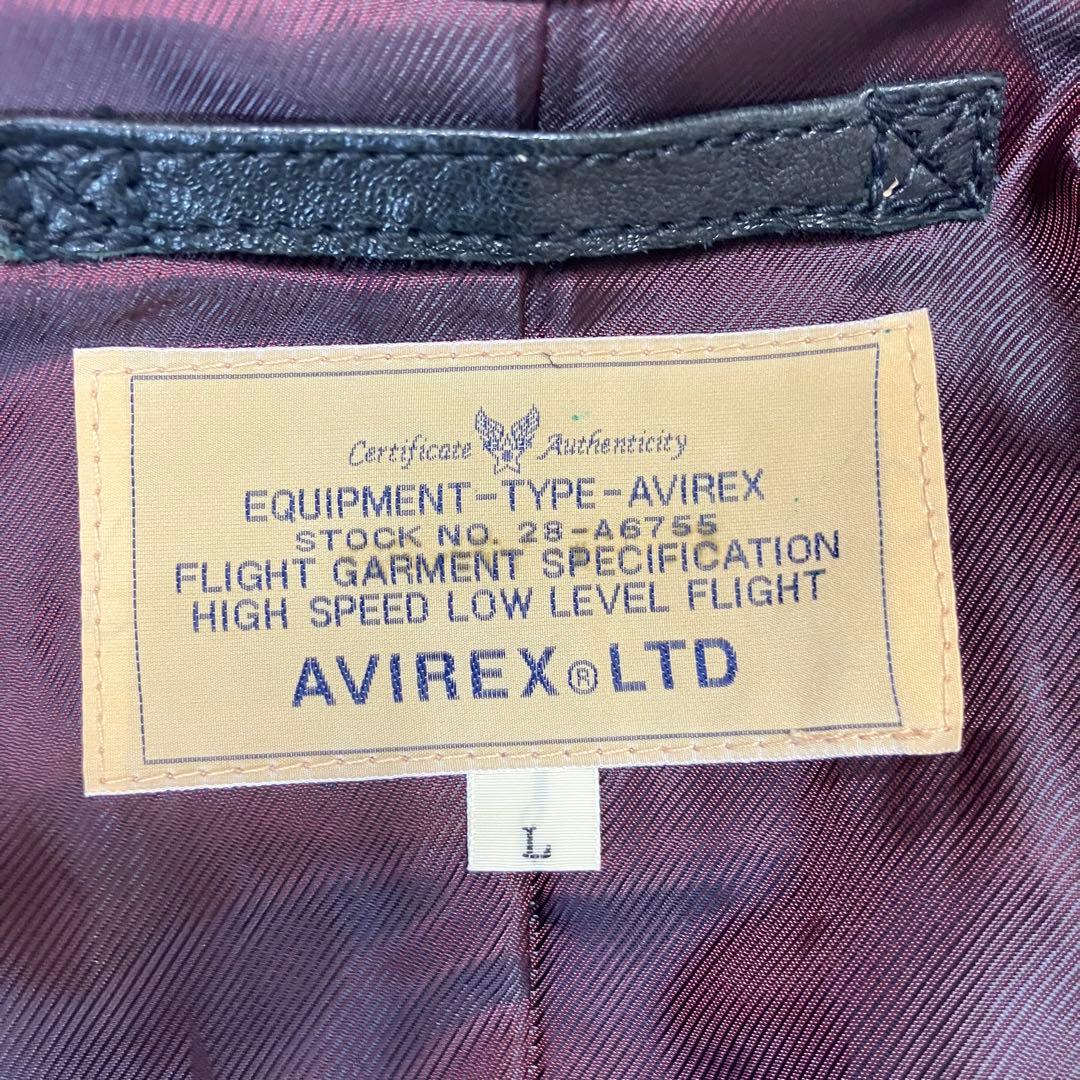 Certificate Authenticity
EQUIPMENT-TYPE-AVIREX
STOCK NO. 28-A6755
FLIGHT GARMENT SPECIFICATION
HIGH SPEED LOW LEVEL FLIGHT
AVIREX®LTD
L